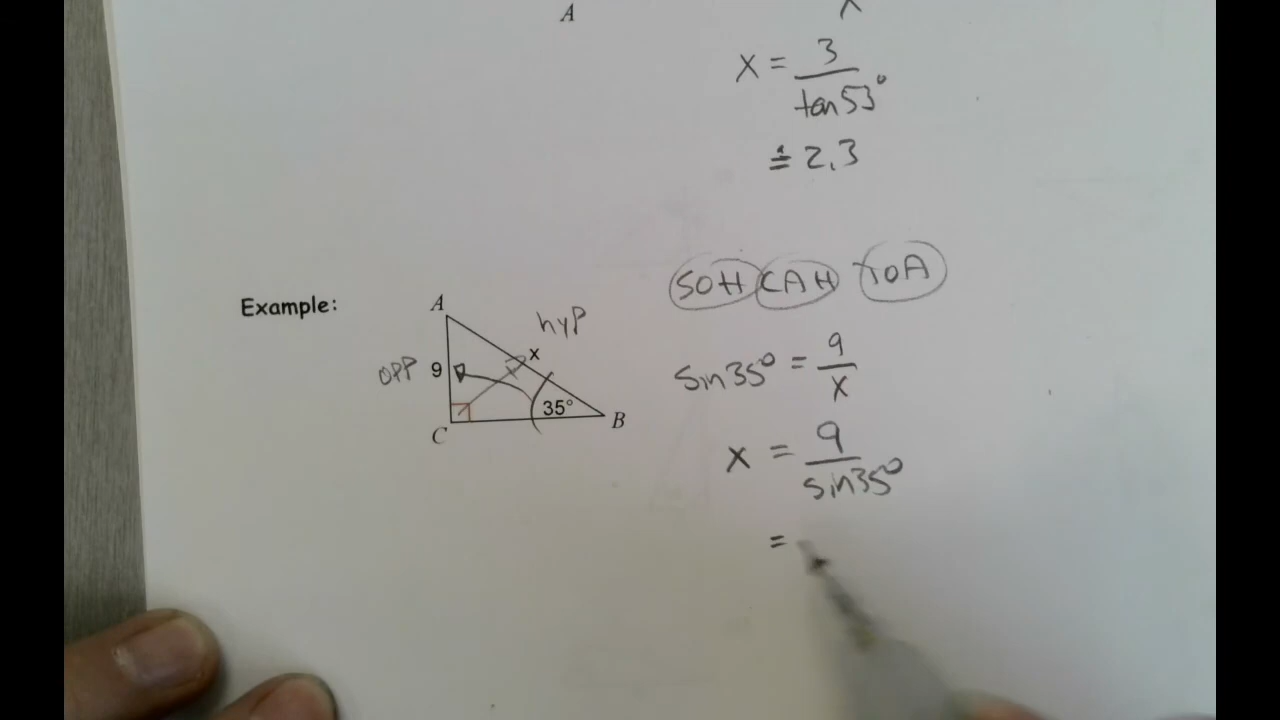 A
x
x = 3/tan53°
≐ 2.3
SOH CAH TOA
Example:
A
hyp
opp 9
x
35°
C
B
sin35° = 9/x
x = 9/sin35°
=